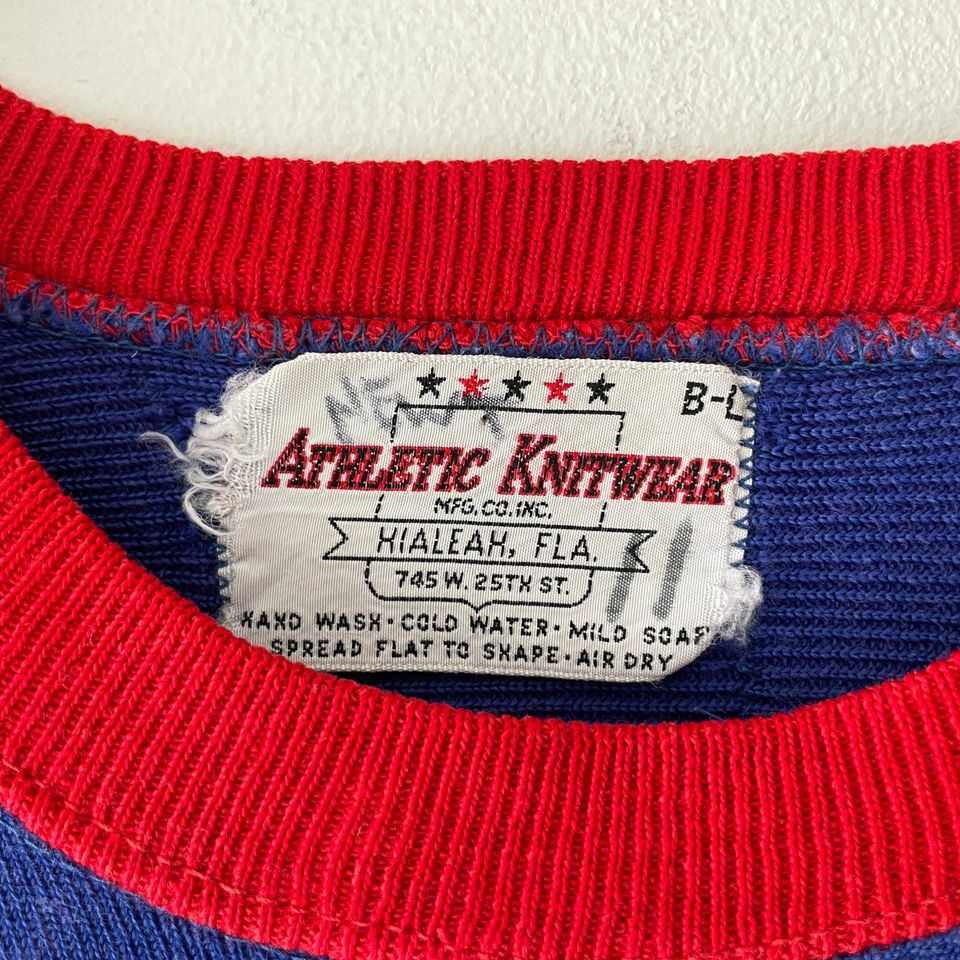 B-L
ATHLETIC KNITWEAR
MFG. CO. INC.
HIALEAH, FLA.
11
745 W. 25TH ST.
HAND WASH · COLD WATER · MILD SOAP
SPREAD FLAT TO SHAPE · AIR DRY